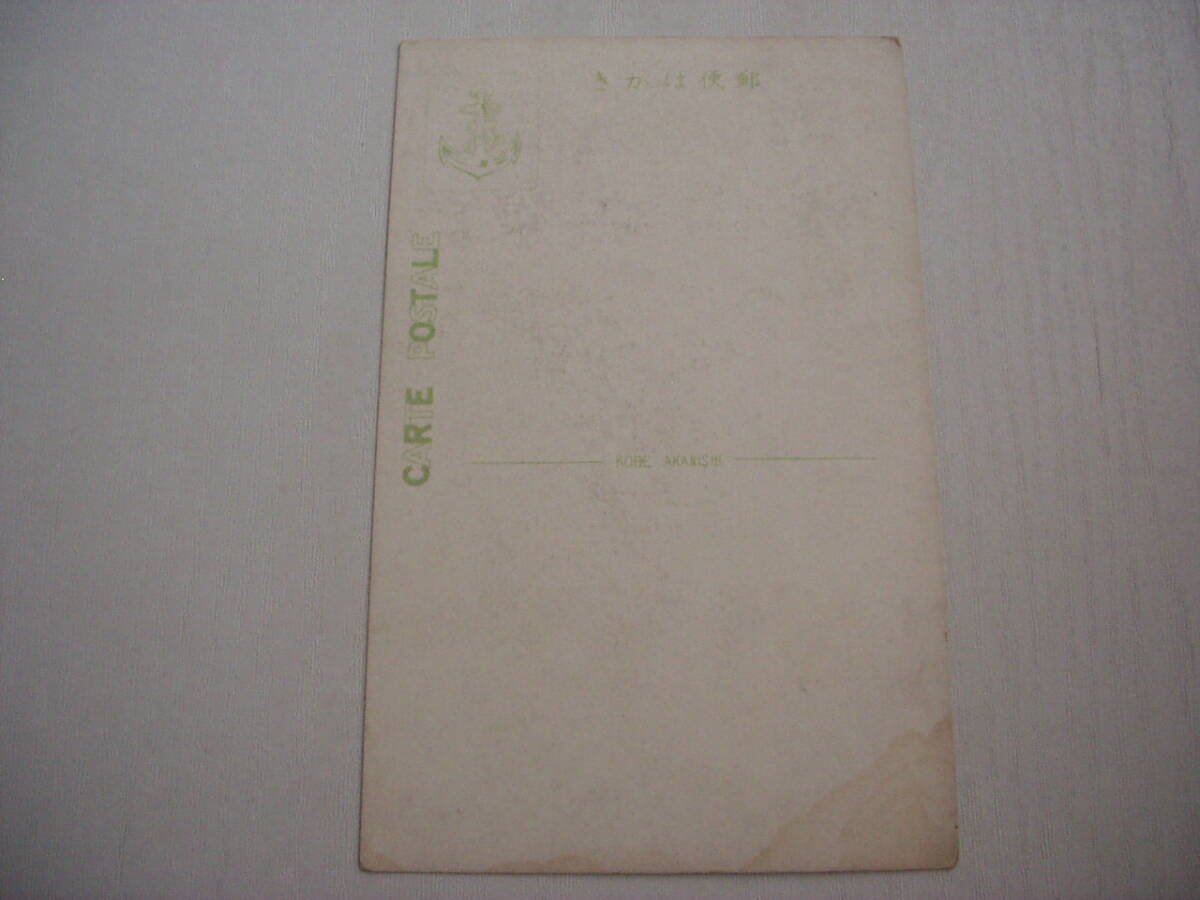 きかは便郵
CARTE POSTALE
KOBE AKANISHI